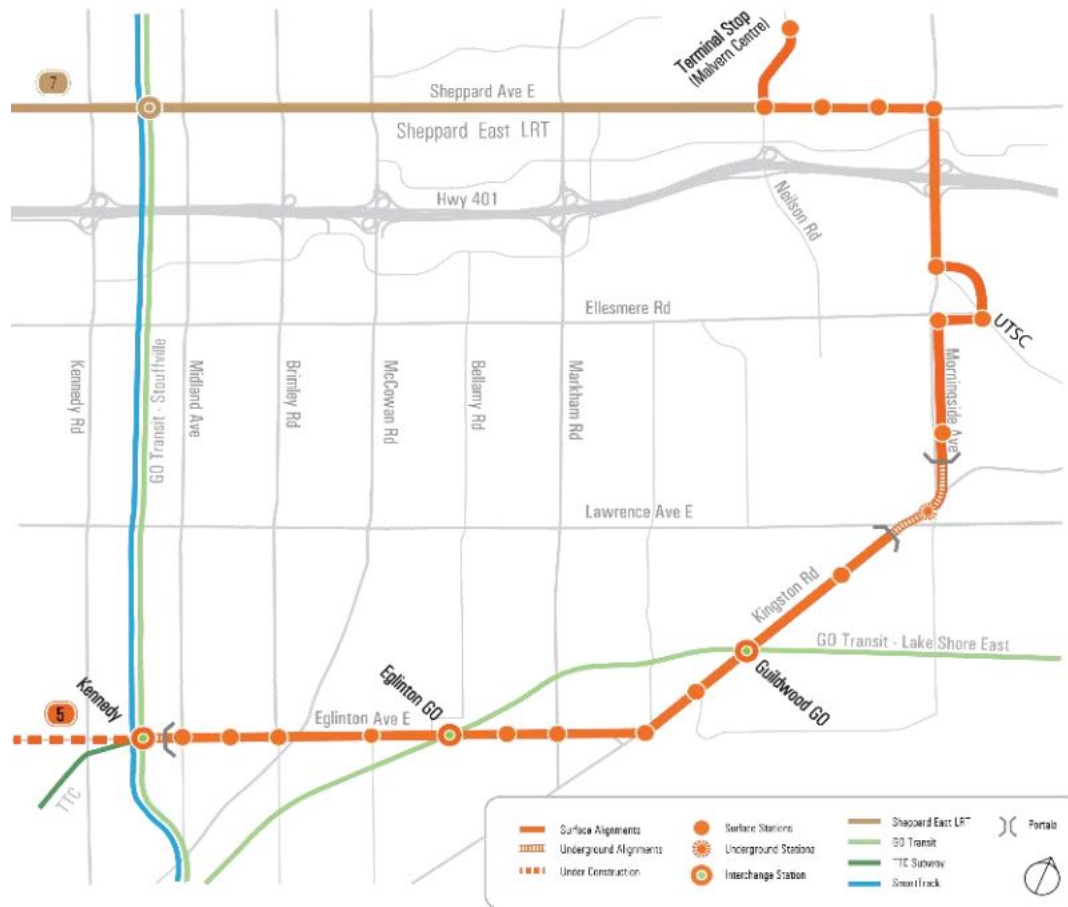 Terminal Stop
(Malvern Centre)
7
Sheppard Ave E
Sheppard East LRT
Hwy 401
Neilson Rd
Ellesmere Rd
UTSC
Kennedy Rd
GO Transit - Stouffville
Midland Ave
Brimley Rd
McCowan Rd
Bellamy Rd
Markham Rd
Morningside Ave
Lawrence Ave E
Kingston Rd
GO Transit - Lake Shore East
Guildwood GO
Eglinton GO
Kennedy
5
Eglinton Ave E
TTC
Surface Alignments
Underground Alignments
Under Construction
Surface Stations
Underground Stations
Interchange Station
Sheppard East LRT
GO Transit
TTC Subway
SmartTrack
Portals